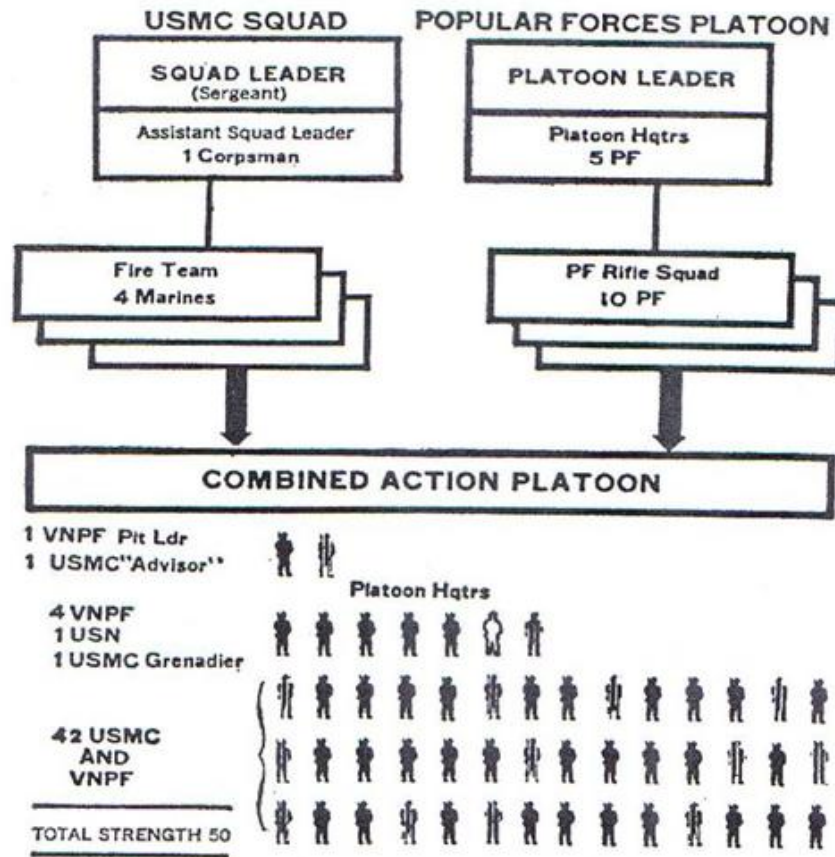 USMC SQUAD
SQUAD LEADER
(Sergeant)
Assistant Squad Leader
1 Corpsman
Fire Team
4 Marines
POPULAR FORCES PLATOON
PLATOON LEADER
Platoon Hqtrs
5 PF
PF Rifle Squad
10 PF
COMBINED ACTION PLATOON
1 VNPF Plt Ldr
1 USMC"Advisor"
Platoon Hqtrs
4 VNPF
1 USN
1 USMC Grenadier
42 USMC
AND
VNPF
TOTAL STRENGTH 50